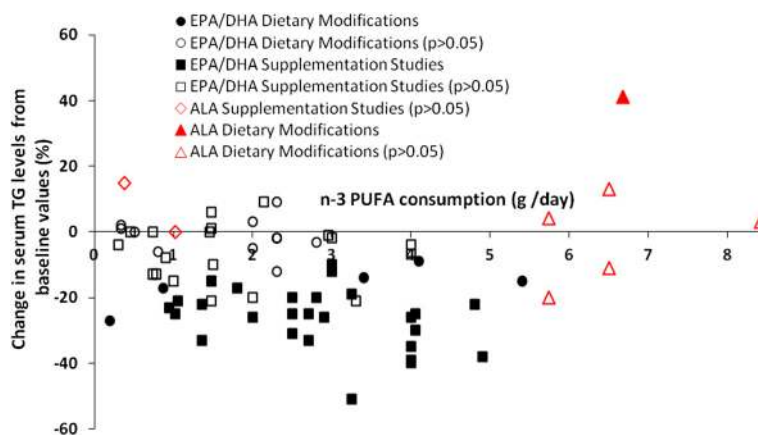 EPA/DHA Dietary Modifications
EPA/DHA Dietary Modifications (p>0.05)
EPA/DHA Supplementation Studies
EPA/DHA Supplementation Studies (p>0.05)
ALA Supplementation Studies (p>0.05)
ALA Dietary Modifications
ALA Dietary Modifications (p>0.05)
n-3 PUFA consumption (g /day)
Change in serum TG levels from
baseline values (%)
60
40
20
0
-20
-40
-60
0 1 2 3 4 5 6 7 8